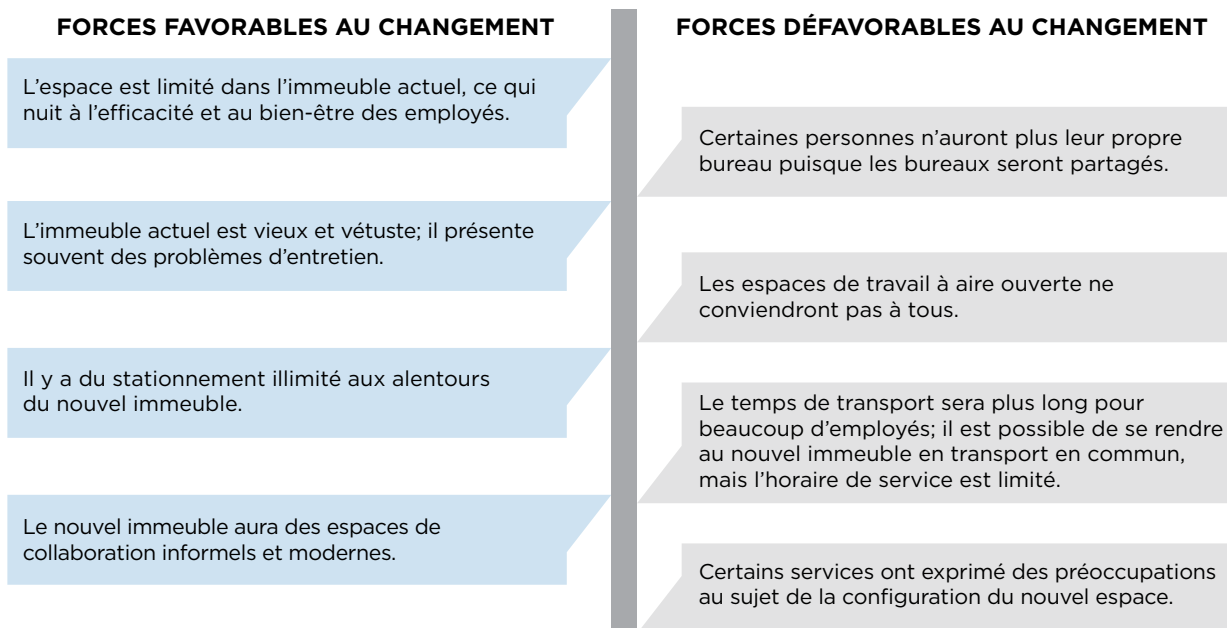 FORCES FAVORABLES AU CHANGEMENT
L’espace est limité dans l’immeuble actuel, ce qui
nuit à l’efficacité et au bien-être des employés.
L’immeuble actuel est vieux et vétuste; il présente
souvent des problèmes d’entretien.
Il y a du stationnement illimité aux alentours
du nouvel immeuble.
Le nouvel immeuble aura des espaces de
collaboration informels et modernes.
FORCES DÉFAVORABLES AU CHANGEMENT
Certaines personnes n’auront plus leur propre
bureau puisque les bureaux seront partagés.
Les espaces de travail à aire ouverte ne
conviendront pas à tous.
Le temps de transport sera plus long pour
beaucoup d’employés; il est possible de se rendre
au nouvel immeuble en transport en commun,
mais l’horaire de service est limité.
Certains services ont exprimé des préoccupations
au sujet de la configuration du nouvel espace.